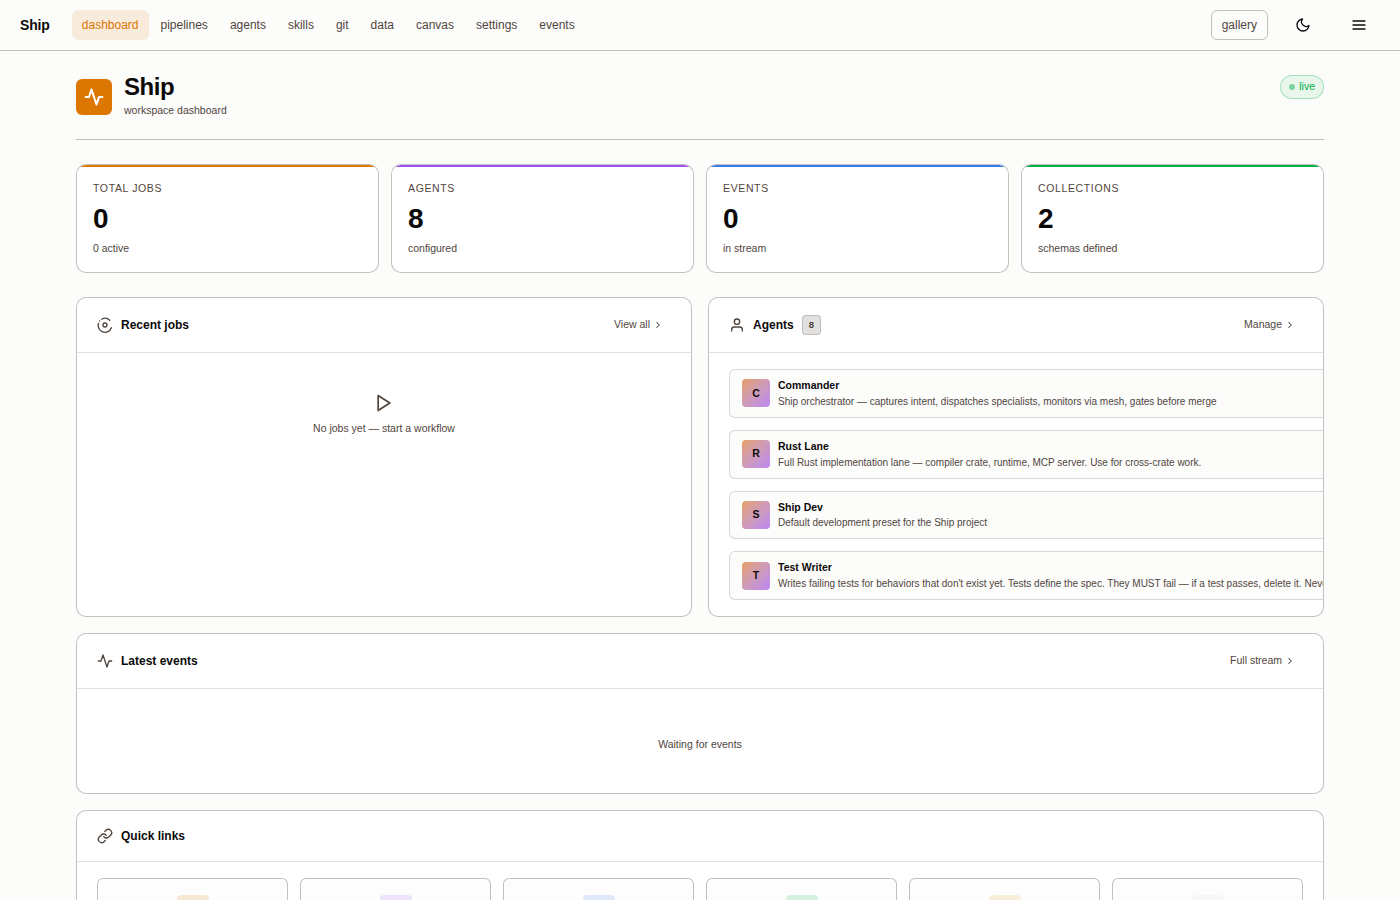 Ship
dashboard
pipelines
agents
skills
git
data
canvas
settings
events
gallery
Ship
workspace dashboard
live
TOTAL JOBS
0
0 active
AGENTS
8
configured
EVENTS
0
in stream
COLLECTIONS
2
schemas defined
Recent jobs
View all
No jobs yet — start a workflow
Agents
8
Manage
C
Commander
Ship orchestrator — captures intent, dispatches specialists, monitors via mesh, gates before merge
R
Rust Lane
Full Rust implementation lane — compiler crate, runtime, MCP server. Use for cross-crate work.
S
Ship Dev
Default development preset for the Ship project
T
Test Writer
Writes failing tests for behaviors that don't exist yet. Tests define the spec. They MUST fail — if a test passes, delete it.
Latest events
Full stream
Waiting for events
Quick links